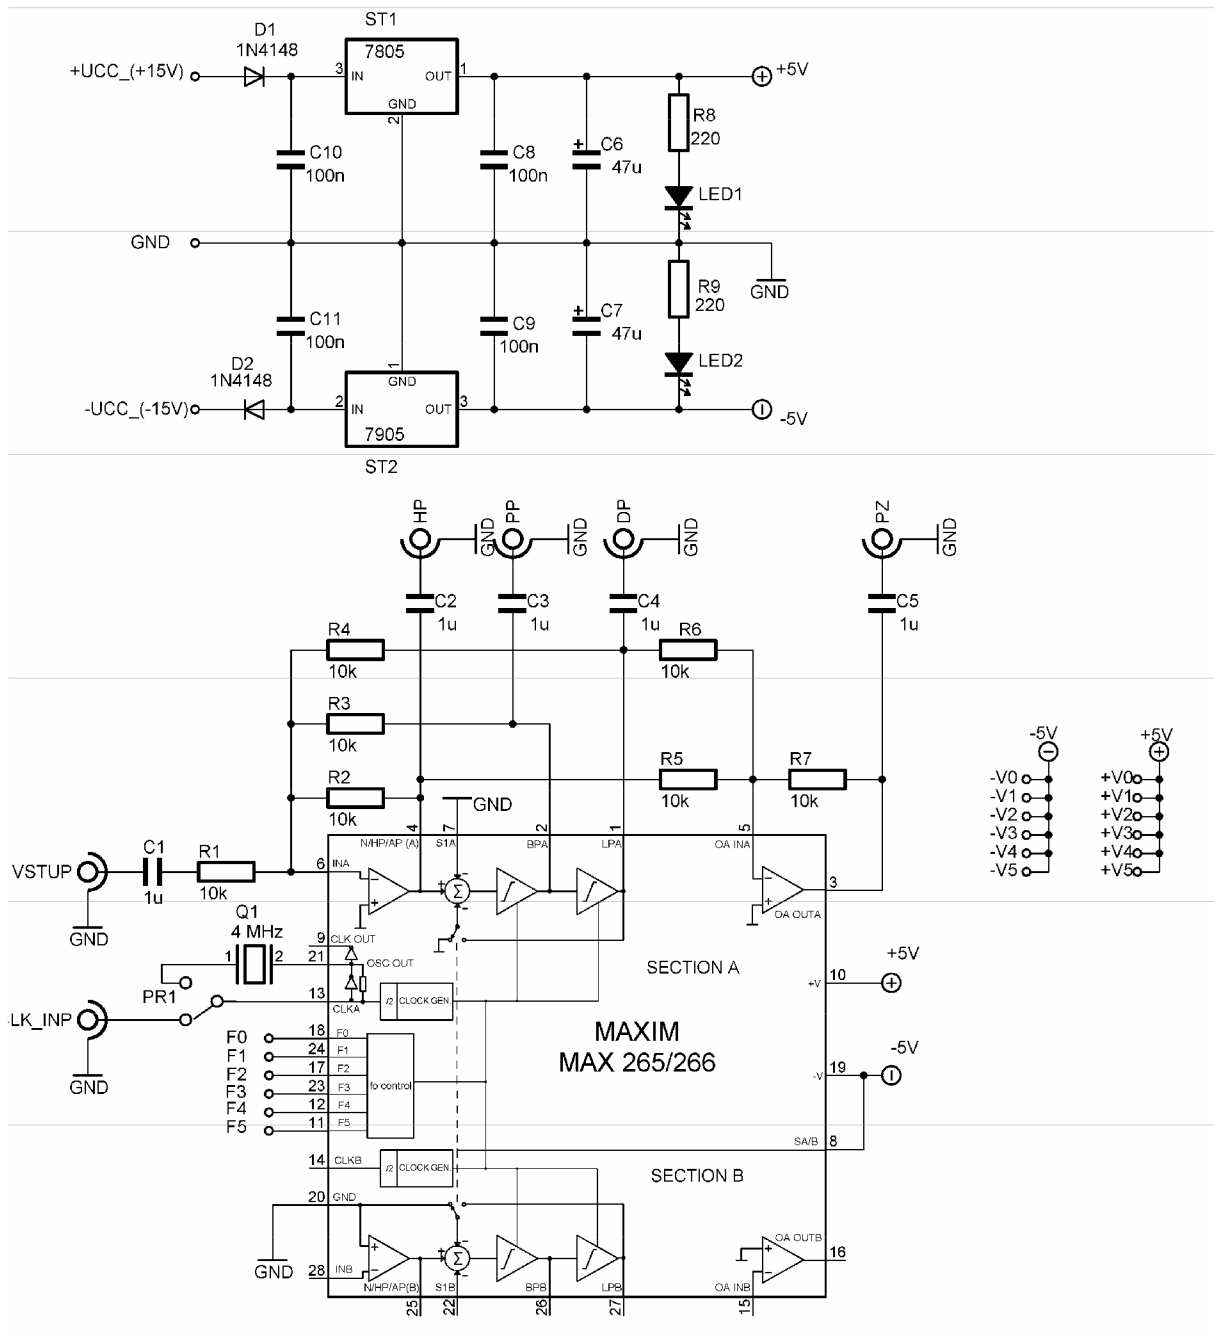 ST1
D1
1N4148
7805
+UCC_(+15V)
3
IN
OUT
1
+5V
GND
2
R8
220
C10
100n
C8
100n
C6
47u
+
LED1
GND
R9
220
GND
C11
100n
C9
100n
C7
47u
+
LED2
D2
1N4148
1
GND
-UCC_(-15V)
2
IN
OUT
3
-5V
7905
ST2
HP
GND
PP
GND
DP
GND
PZ
GND
C2
1u
C3
1u
C4
1u
C5
1u
R4
10k
R6
10k
R3
10k
R5
10k
R7
10k
R2
10k
GND
-5V
+5V
-V0
-V1
-V2
-V3
-V4
-V5
+V0
+V1
+V2
+V3
+V4
+V5
4
7
2
1
5
N/HP/AP (A)
S1A
BPA
LPA
OA INA
VSTUP
C1
1u
R1
10k
6
INA
3
OA OUTA
GND
Q1
4 MHz
9
CLK OUT
1
2
21
OSC OUT
SECTION A
PR1
13
CLKA
/2
CLOCK GEN.
10
+V
+5V
LK_INP
GND
MAXIM
MAX 265/266
F0
18
F0
F1
24
F1
F2
17
F2
F3
23
F3
F4
12
F4
F5
11
F5
fo control
19
-V
-5V
SA/B
8
14
CLKB
/2
CLOCK GEN.
SECTION B
20
GND
GND
28
INB
N/HP/AP(B)
S1B
BPB
LPB
OA INB
OA OUTB
16
25
22
26
27
15